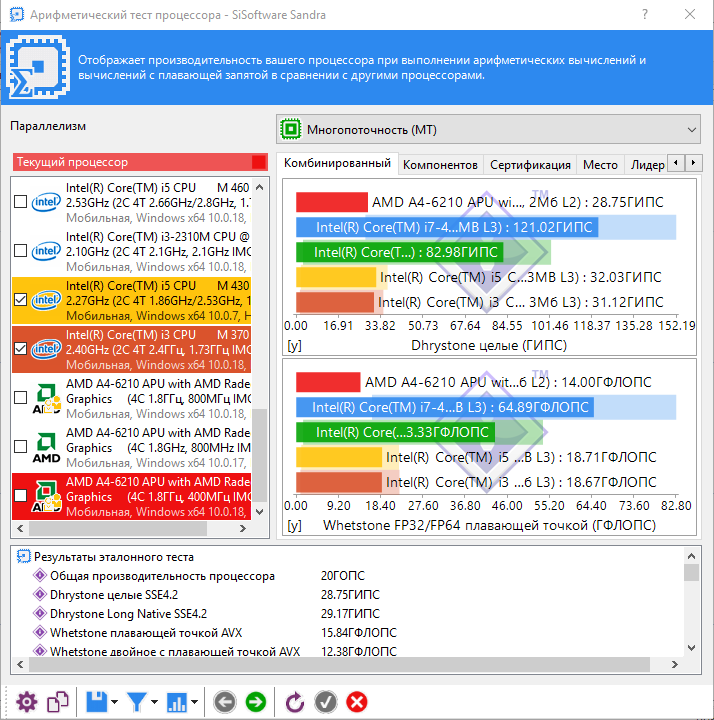 Арифметический тест процессора - SiSoftware Sandra
Отображает производительность вашего процессора при выполнении арифметических вычислений и
вычислений с плавающей запятой в сравнении с другими процессорами.
Параллелизм
Многопоточность (МТ)
Текущий процессор
Intel(R) Core(TM) i5 CPU M 460
2.53GHz (2C 4T 2.66GHz/2.8GHz, 1
Мобильная, Windows x64 10.0.18,
Intel(R) Core(TM) i3-2310M CPU @
2.10GHz (2C 4T 2.1GHz, 2.1GHz IMC
Мобильная, Windows x64 10.0.18,
Intel(R) Core(TM) i5 CPU M 430
2.27GHz (2C 4T 1.86GHz/2.53GHz, 1
Мобильная, Windows x64 10.0.7, H
Intel(R) Core(TM) i3 CPU M 370
2.40GHz (2C 4T 2.4ГГц, 1.73ГГц IMC
Мобильная, Windows x64 10.0.18,
AMD A4-6210 APU with AMD Rade
Graphics (4C 1.8ГГц, 800МГц IMC
Мобильная, Windows x64 10.0.18,
AMD A4-6210 APU with AMD Rade
Graphics (4C 1.8GHz, 800MHz IM
Мобильная, Windows x64 10.0.17,
AMD A4-6210 APU with AMD Rade
Graphics (4C 1.8ГГц, 400МГц IMC
Мобильная, Windows x64 10.0.18,
intel
intel
intel
intel
AMD
AMD
Комбинированный
Компонентов
Сертификация
Место
Лидер
AMD A4-6210 APU wi..., 2M6 L2) : 28.75ГИПС
Intel(R) Core(TM) i7-4...MB L3) : 121.02ГИПС
Intel(R) Core(T...) : 82.98ГИПС
Intel(R) Core(TM) i5 C...3MB L3) : 32.03ГИПС
Intel(R) Core(TM) i3 C... 3M6 L3) : 31.12ГИПС
TM
0.00 16.91 33.82 50.73 67.64 84.55 101.46 118.37 135.28 152.19
[y]
Dhrystone целые (ГИПС)
AMD A4-6210 APU wit...6 L2) : 14.00ГФЛОПС
Intel(R) Core(TM) i7-4...B L3) : 64.89ГФЛОПС
Intel(R) Core(...3.33ГФЛОПС
Intel(R) Core(TM) i5 ...B L3) : 18.71ГФЛОПС
Intel(R) Core(TM) i3 ...6 L3) : 18.67ГФЛОПС
TM
0.00 9.20 18.40 27.60 36.80 46.00 55.20 64.40 73.60 82.80
[y]
Whetstone FP32/FP64 плавающей точкой (ГФЛОПС)
Результаты эталонного теста
Общая производительность процессора 20ГОПС
Dhrystone целые SSE4.2 28.75ГИПС
Dhrystone Long Native SSE4.2 29.17ГИПС
Whetstone плавающей точкой AVX 15.84ГФЛОПС
Whetstone двойное с плавающей точкой AVX 12.38ГФЛОПС